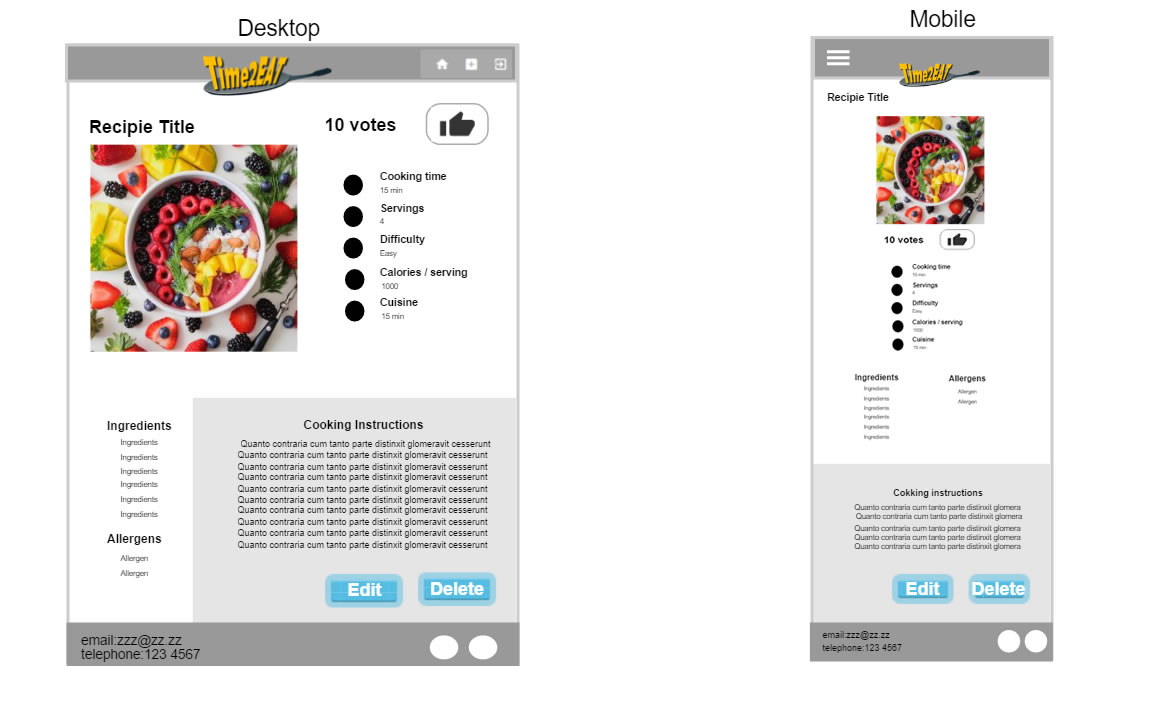 Desktop
Time2EAT
Recipie Title
10 votes
Cooking time
15 min
Servings
4
Difficulty
Easy
Calories / serving
1000
Cuisine
15 min
Ingredients
Ingredients
Ingredients
Ingredients
Ingredients
Ingredients
Ingredients
Allergens
Allergen
Allergen
Cooking Instructions
Quanto contraria cum tanto parte distinxit glomeravit cesserunt
Quanto contraria cum tanto parte distinxit glomeravit cesserunt
Quanto contraria cum tanto parte distinxit glomeravit cesserunt
Quanto contraria cum tanto parte distinxit glomeravit cesserunt
Quanto contraria cum tanto parte distinxit glomeravit cesserunt
Quanto contraria cum tanto parte distinxit glomeravit cesserunt
Quanto contraria cum tanto parte distinxit glomeravit cesserunt
Quanto contraria cum tanto parte distinxit glomeravit cesserunt
Quanto contraria cum tanto parte distinxit glomeravit cesserunt
Quanto contraria cum tanto parte distinxit glomeravit cesserunt
Edit
Delete
email:zzz@zz.zz
telephone:123 4567
Mobile
Time2EAT
Recipie Title
10 votes
Cooking time
15 min
Servings
4
Difficulty
Easy
Calories / serving
1000
Cuisine
15 min
Ingredients
Ingredients
Ingredients
Ingredients
Ingredients
Ingredients
Ingredients
Allergens
Allergen
Allergen
Cokking instructions
Quanto contraria cum tanto parte distinxit glomera
Quanto contraria cum tanto parte distinxit glomera
Quanto contraria cum tanto parte distinxit glomera
Quanto contraria cum tanto parte distinxit glomera
Quanto contraria cum tanto parte distinxit glomera
Edit
Delete
email:zzz@zz.zz
telephone:123 4567